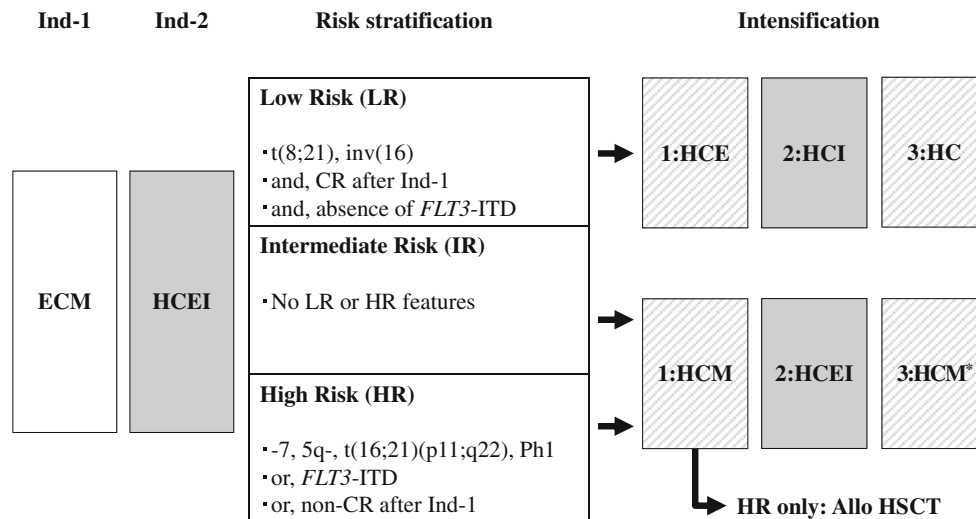 Ind-1
Ind-2
Risk stratification
Intensification
ECM
HCEI
Low Risk (LR)
・t(8;21), inv(16)
・and, CR after Ind-1
・and, absence of FLT3-ITD
Intermediate Risk (IR)
・No LR or HR features
High Risk (HR)
・-7, 5q-, t(16;21)(p11;q22), Ph1
・or, FLT3-ITD
・or, non-CR after Ind-1
1:HCE
2:HCI
3:HC
1:HCM
2:HCEI
3:HCM*
HR only: Allo HSCT